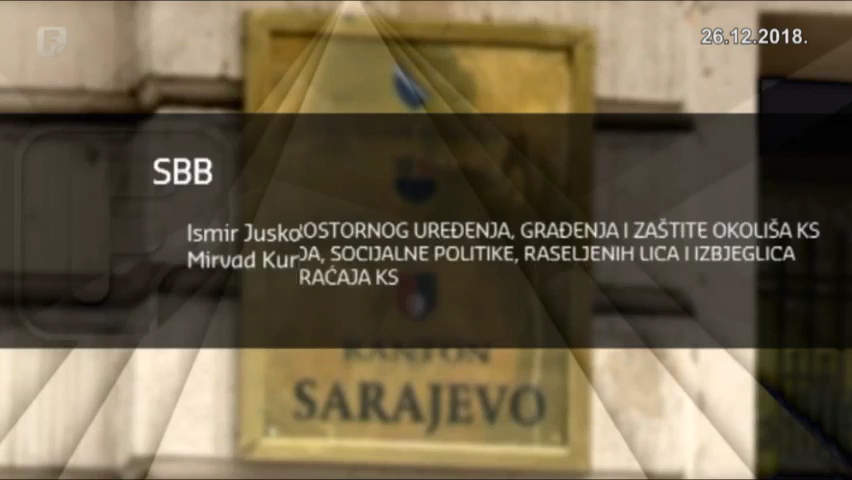 26.12.2018.
SBB
Ismir Jusko
OSTORNOG UREĐENJA, GRAĐENJA I ZAŠTITE OKOLIŠA KS
Mirvad Kur
DA, SOCIJALNE POLITIKE, RASELJENIH LICA I IZBJEGLICA
RAĆAJA KS
KANTON
SARAJEVO